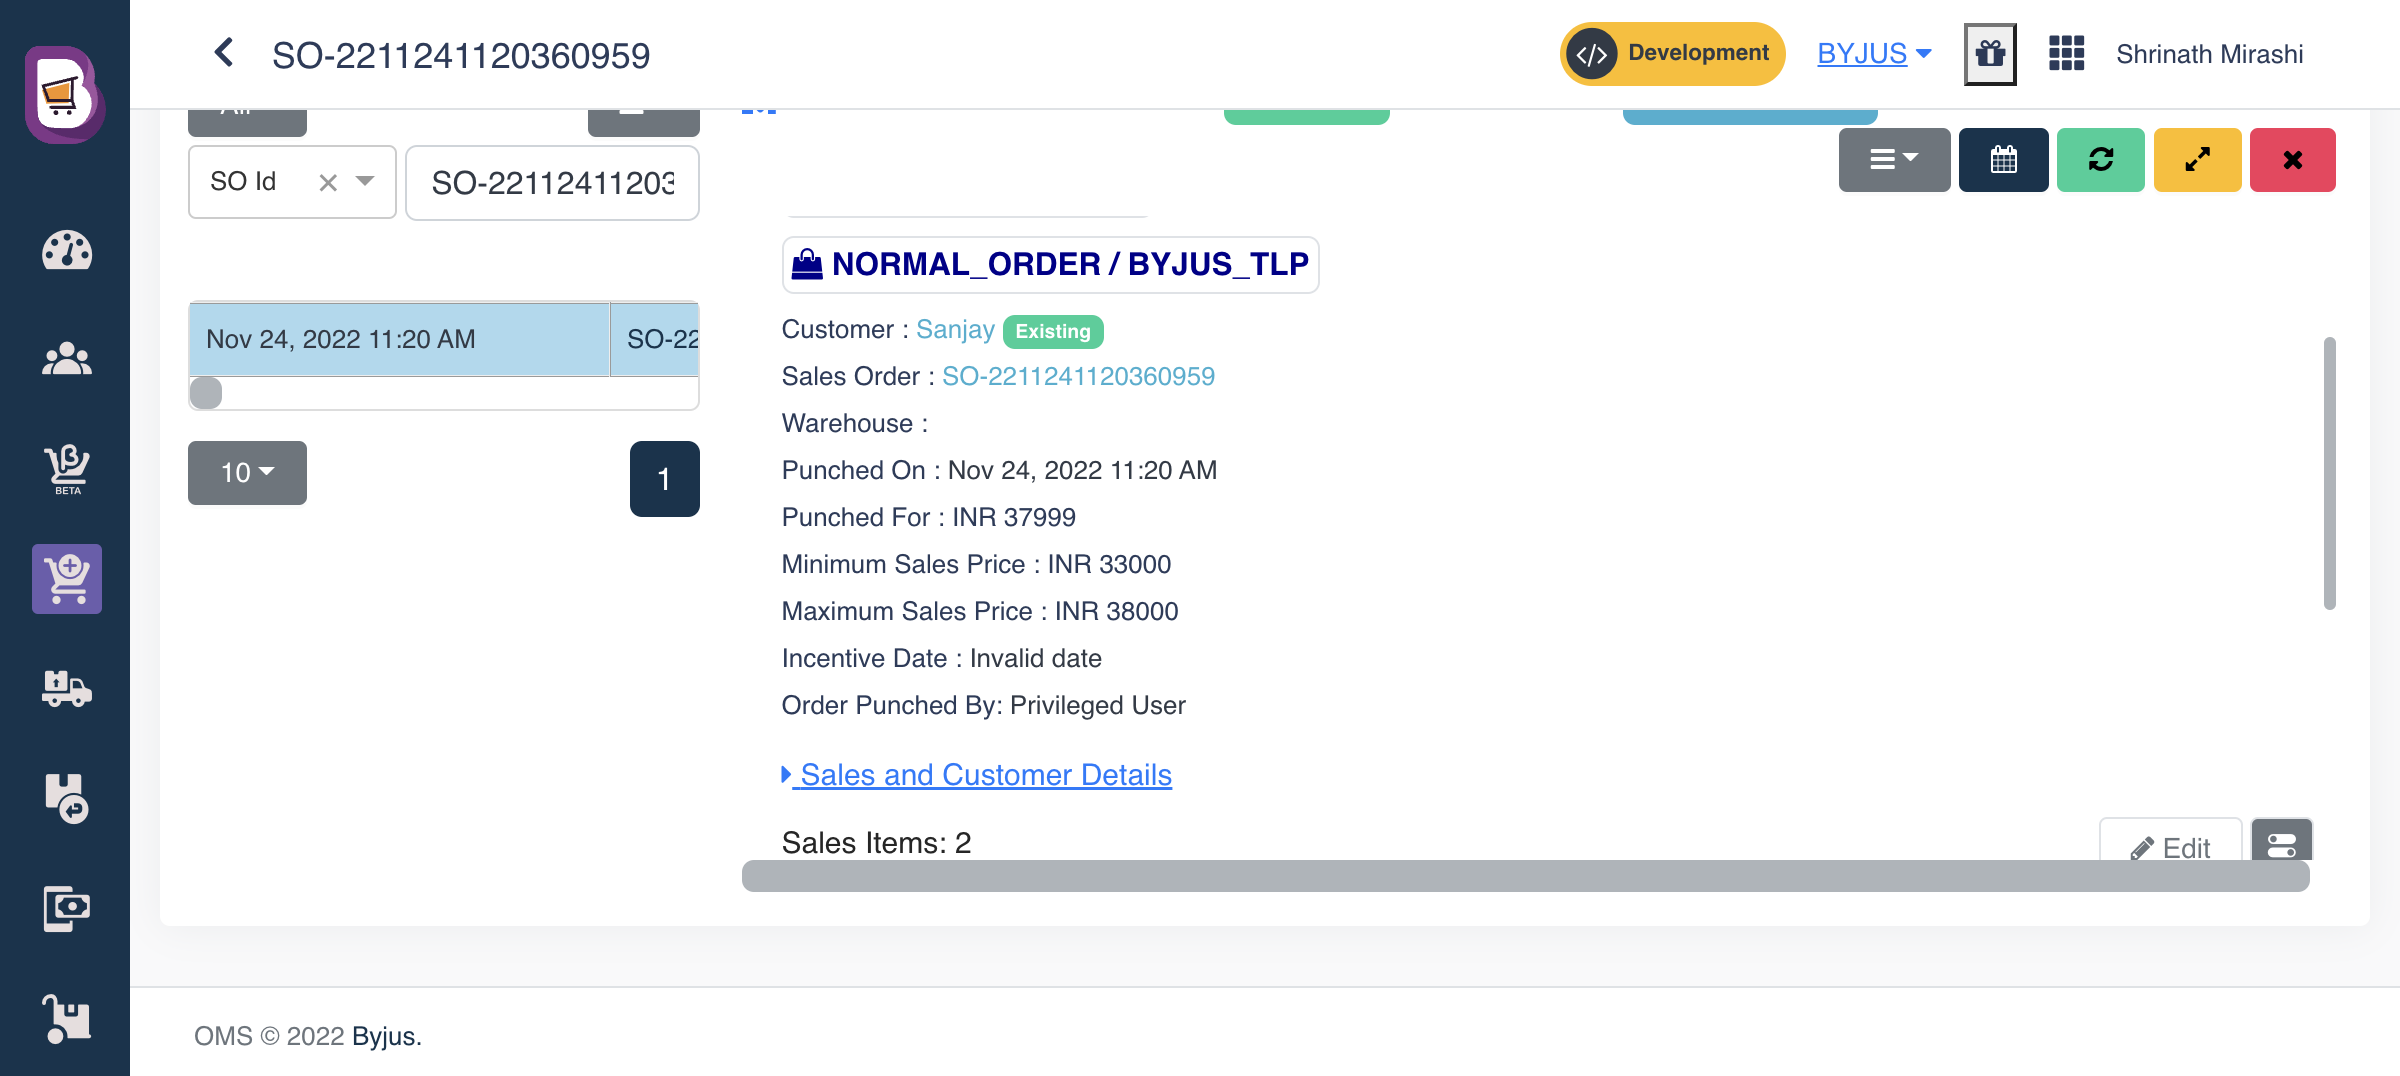 SO-2211241120360959
Development
BYJUS
Shrinath Mirashi
SO Id
SO-22112411203
NORMAL_ORDER / BYJUS_TLP
Customer : Sanjay Existing
Nov 24, 2022 11:20 AM
SO-22
Sales Order : SO-2211241120360959
Warehouse :
Punched On : Nov 24, 2022 11:20 AM
10
1
Punched For : INR 37999
BETA
Minimum Sales Price : INR 33000
Maximum Sales Price : INR 38000
Incentive Date : Invalid date
Order Punched By: Privileged User
Sales and Customer Details
Sales Items: 2
Edit
OMS © 2022 Byjus.